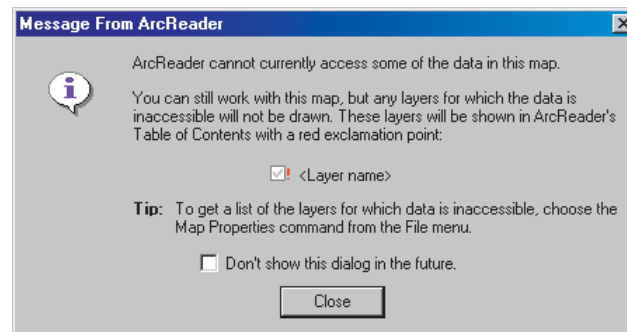 Message From ArcReader
ArcReader cannot currently access some of the data in this map.
You can still work with this map, but any layers for which the data is
inaccessible will not be drawn. These layers will be shown in ArcReader's
Table of Contents with a red exclamation point:
! <Layer name>
Tip: To get a list of the layers for which data is inaccessible, choose the
Map Properties command from the File menu.
Don't show this dialog in the future.
Close